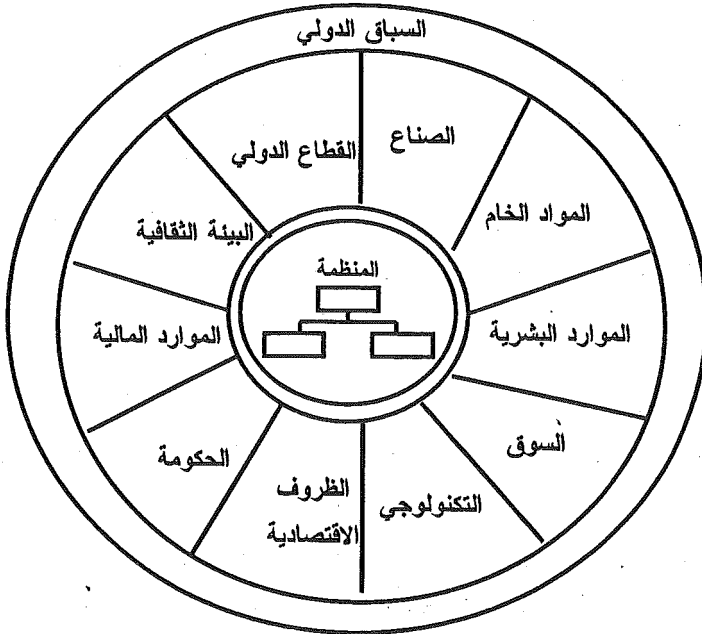 السباق الدولي
الصناع
القطاع الدولي
المواد الخام
البيئة الثقافية
المنظمة
الموارد البشرية
الموارد المالية
السوق
الحكومة
التكنولوجي
الظروف
الاقتصادية